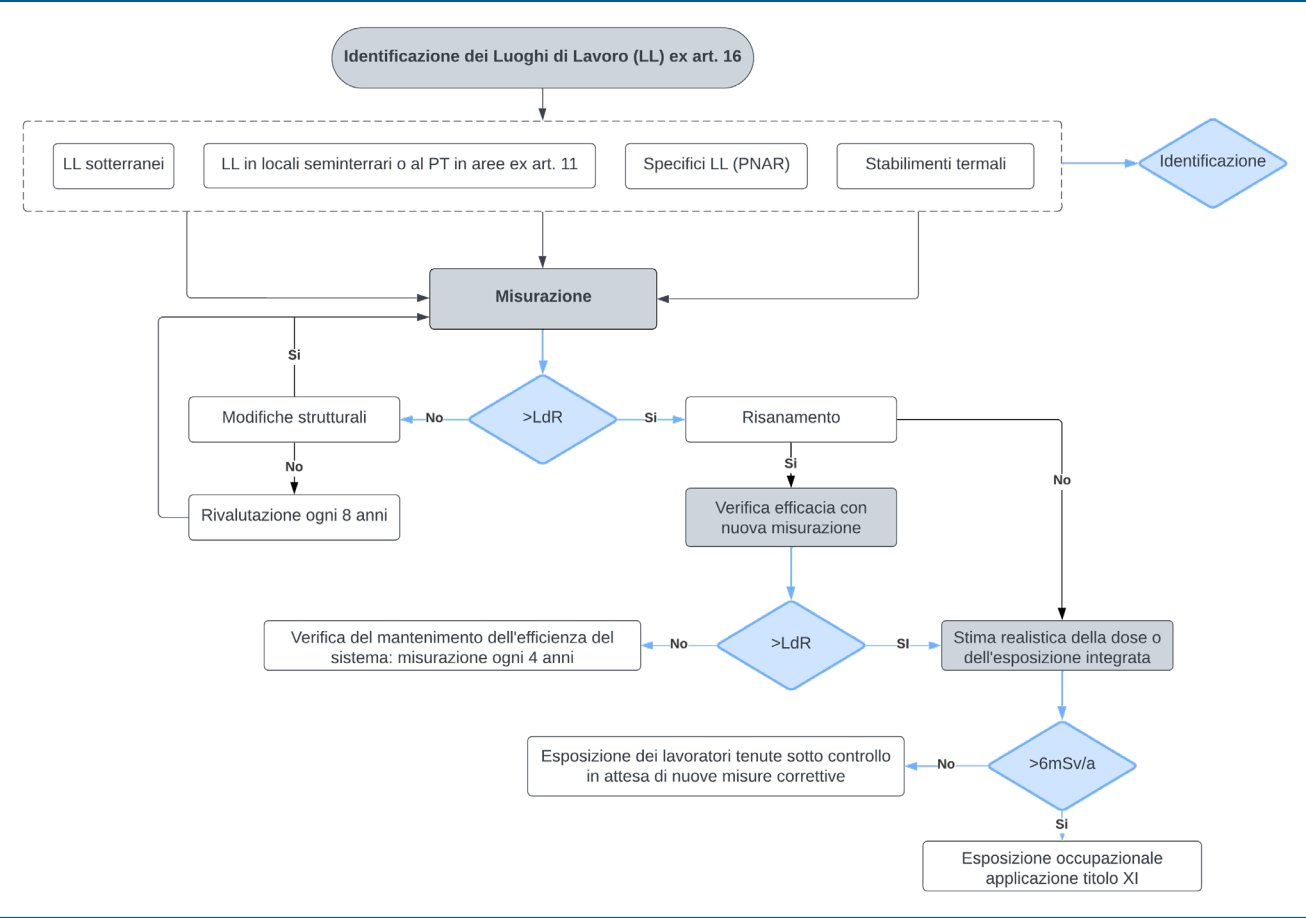 Identificazione dei Luoghi di Lavoro (LL) ex art. 16
LL sotterranei
LL in locali seminterrari o al PT in aree ex art. 11
Specifici LL (PNAR)
Stabilimenti termali
Identificazione
Misurazione
Si
Modifiche strutturali
No
>LdR
Si
Risanamento
No
Si
No
Rivalutazione ogni 8 anni
Verifica efficacia con
nuova misurazione
Verifica del mantenimento dell'efficienza del
sistema: misurazione ogni 4 anni
No
>LdR
SI
Stima realistica della dose o
dell'esposizione integrata
Esposizione dei lavoratori tenute sotto controllo
in attesa di nuove misure correttive
No
>6mSv/a
Si
Esposizione occupazionale
applicazione titolo XI